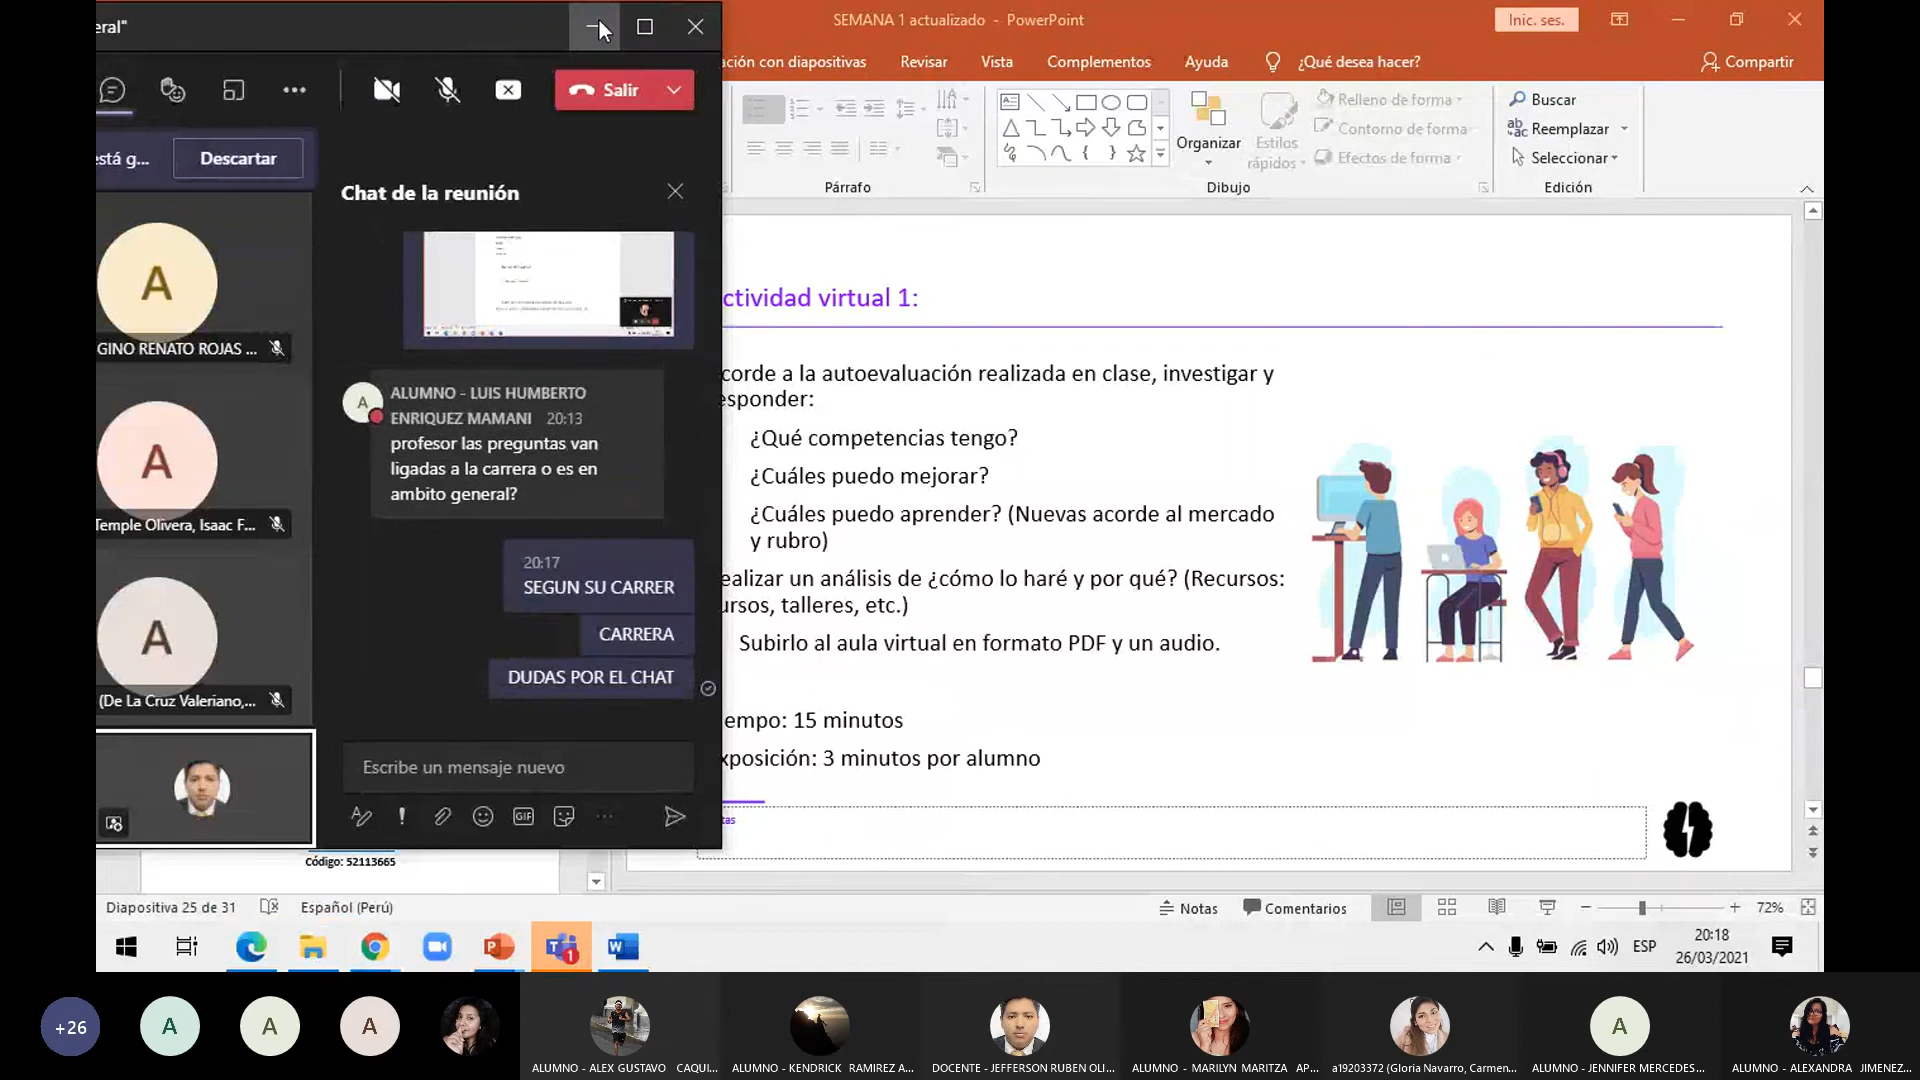 eral"
SEMANA 1 actualizado - PowerPoint
Inic. ses.
ación con diapositivas
Revisar
Vista
Complementos
Ayuda
¿Qué desea hacer?
Compartir
Salir
está g...
Descartar
Chat de la reunión
Organizar
Estilos
rápidos
Relleno de forma
Contorno de forma
Efectos de forma
Buscar
Reemplazar
Seleccionar
Párrafo
Dibujo
Edición
A
GINO RENATO ROJAS ...
A
Temple Olivera, Isaac F...
A
(De La Cruz Valeriano,...
A
ALUMNO - LUIS HUMBERTO
ENRIQUEZ MAMANI 20:13
profesor las preguntas van
ligadas a la carrera o es en
ambito general?
20:17
SEGUN SU CARRER
CARRERA
DUDAS POR EL CHAT
Escribe un mensaje nuevo
GIF
ctividad virtual 1:
corde a la autoevaluación realizada en clase, investigar y
esponder:
¿Qué competencias tengo?
¿Cuáles puedo mejorar?
¿Cuáles puedo aprender? (Nuevas acorde al mercado
y rubro)
ealizar un análisis de ¿cómo lo haré y por qué? (Recursos:
ursos, talleres, etc.)
Subirlo al aula virtual en formato PDF y un audio.
empo: 15 minutos
xposición: 3 minutos por alumno
tas
Código: 52113665
Diapositiva 25 de 31
Español (Perú)
Notas
Comentarios
72%
1
ESP
20:18
26/03/2021
+26
A
A
A
ALUMNO - ALEX GUSTAVO CAQUI...
ALUMNO - KENDRICK RAMIREZ A...
DOCENTE - JEFFERSON RUBEN OLI...
ALUMNO - MARILYN MARITZA AP...
a19203372 (Gloria Navarro, Carmen...
A
ALUMNO - JENNIFER MERCEDES...
ALUMNO - ALEXANDRA JIMENEZ...